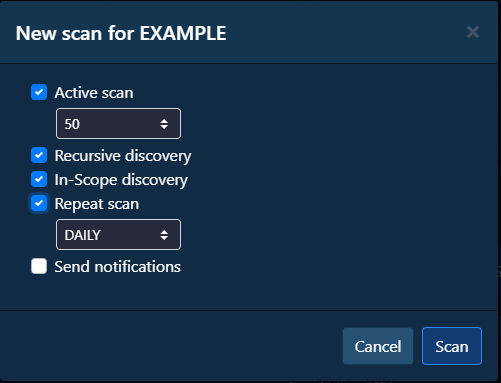 New scan for EXAMPLE ×
Active scan
50
Recursive discovery
In-Scope discovery
Repeat scan
DAILY
Send notifications
Cancel Scan